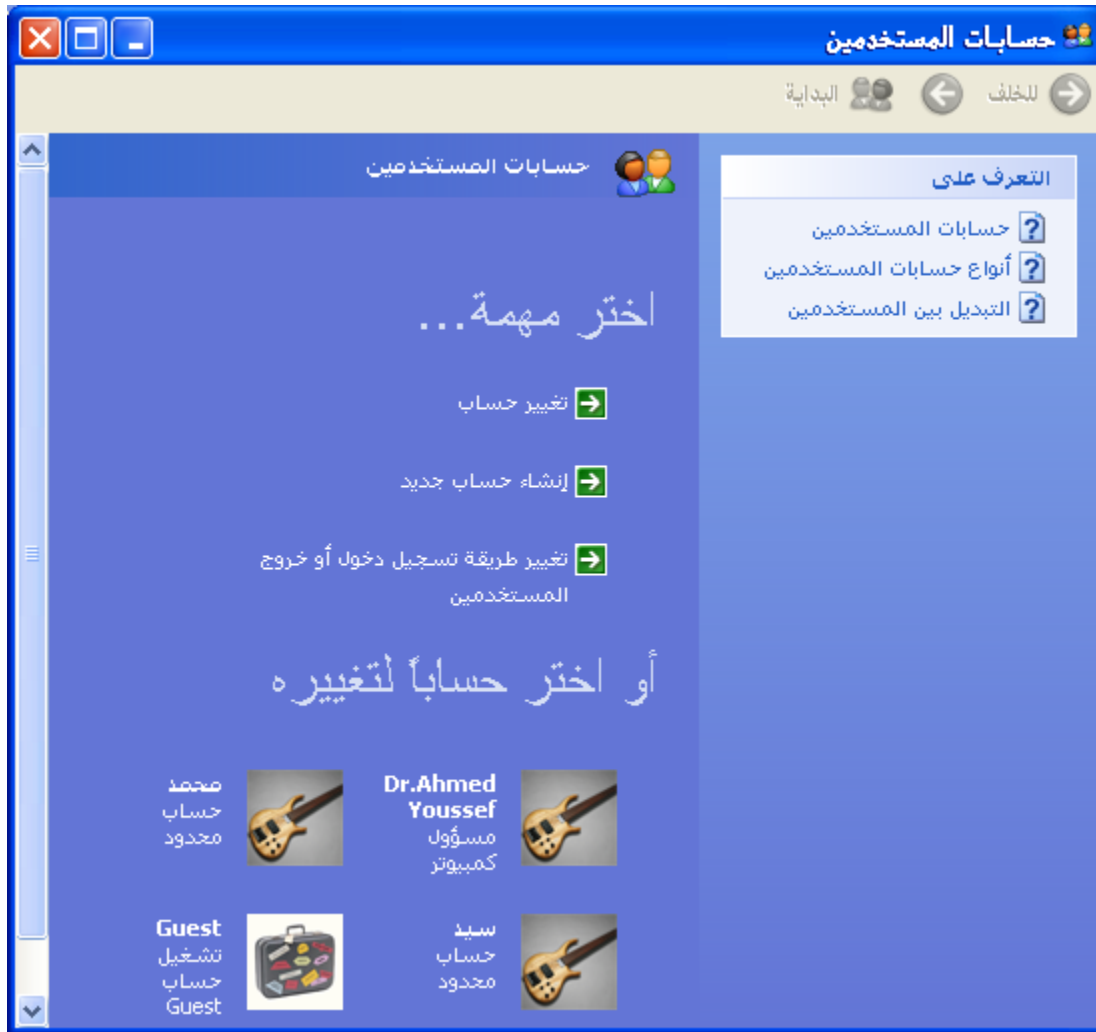 حسابات المستخدمين
للخلف
البداية
التعرف على
حسابات المستخدمين
أنواع حسابات المستخدمين
التبديل بين المستخدمين
حسابات المستخدمين
اختر مهمة...
تغيير حساب
إنشاء حساب جديد
تغيير طريقة تسجيل دخول أو خروج
المستخدمين
أو اختر حساباً لتغييره
Dr.Ahmed
Youssef
مسؤول
كمبيوتر
محمد
حساب
محدود
سيد
حساب
محدود
Guest
تشغيل
حساب
Guest